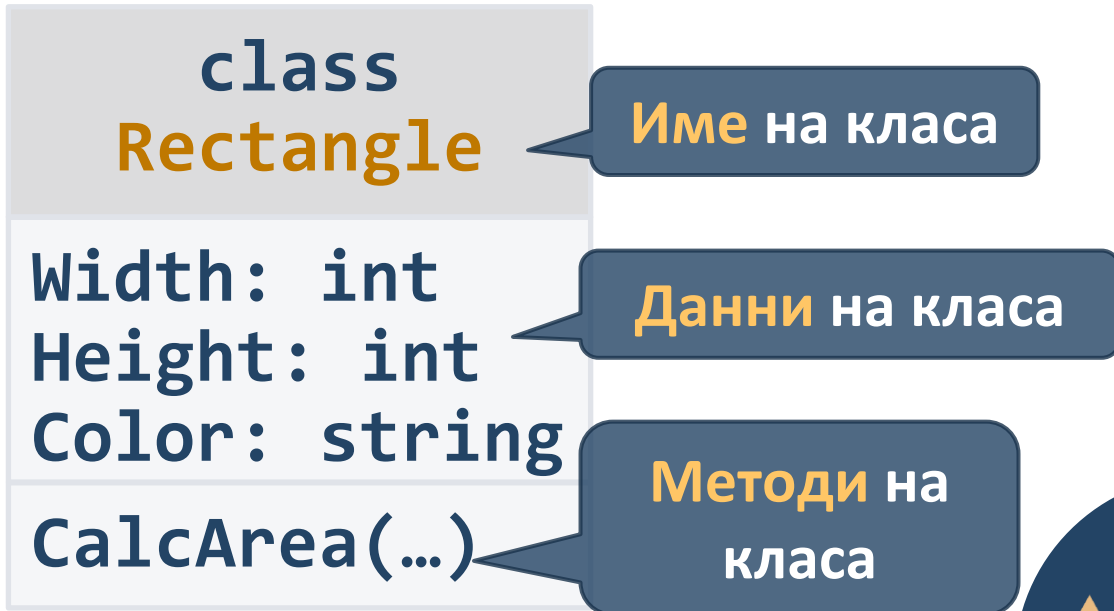 class
Rectangle
Име на класа
Width: int
Height: int
Color: string
Данни на класа
CalcArea(…)
Методи на
класа